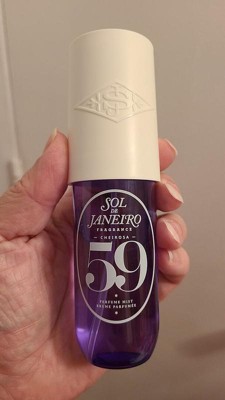 SOL
DE
JANEIRO
FRAGRANCE
CHEIROSA
59
PERFUME MIST
BRUME PARFUMÉE